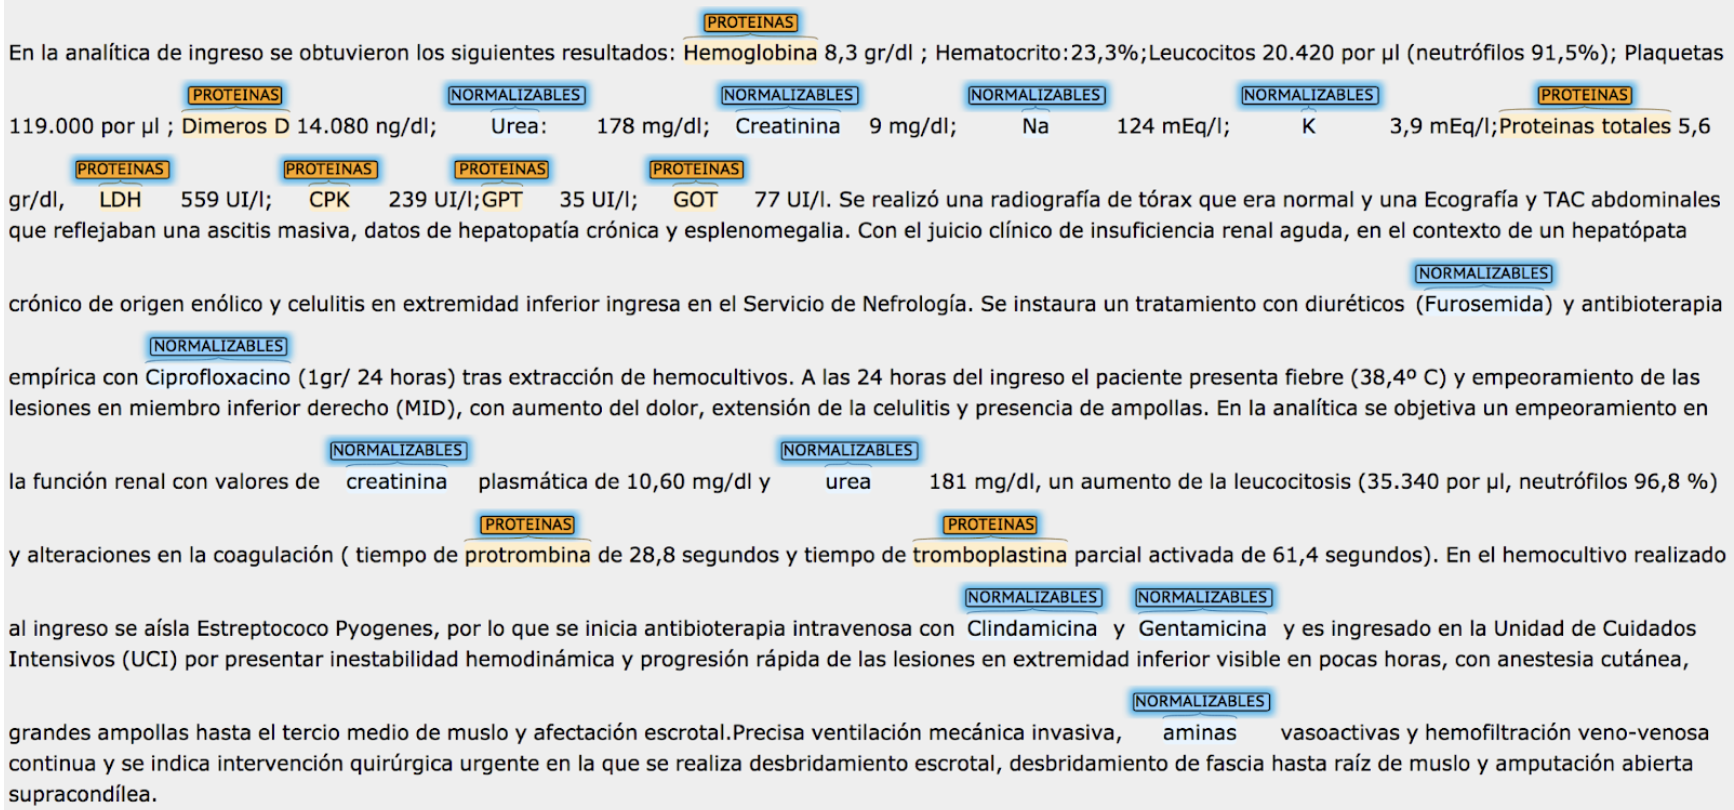 PROTEINAS
En la analítica de ingreso se obtuvieron los siguientes resultados: Hemoglobina 8,3 gr/dl ; Hematocrito:23,3%;Leucocitos 20.420 por µl (neutrófilos 91,5%); Plaquetas
PROTEINAS NORMALIZABLES NORMALIZABLES NORMALIZABLES NORMALIZABLES PROTEINAS
119.000 por µl ; Dimeros D 14.080 ng/dl; Urea: 178 mg/dl; Creatinina 9 mg/dl; Na 124 mEq/l; K 3,9 mEq/l;Proteinas totales 5,6
PROTEINAS PROTEINAS PROTEINAS PROTEINAS
gr/dl, LDH 559 UI/l; CPK 239 UI/l;GPT 35 UI/l; GOT 77 UI/l. Se realizó una radiografía de tórax que era normal y una Ecografía y TAC abdominales
que reflejaban una ascitis masiva, datos de hepatopatía crónica y esplenomegalia. Con el juicio clínico de insuficiencia renal aguda, en el contexto de un hepatópata
NORMALIZABLES
crónico de origen enólico y celulitis en extremidad inferior ingresa en el Servicio de Nefrología. Se instaura un tratamiento con diuréticos (Furosemida) y antibioterapia
NORMALIZABLES
empírica con Ciprofloxacino (1gr/ 24 horas) tras extracción de hemocultivos. A las 24 horas del ingreso el paciente presenta fiebre (38,4º C) y empeoramiento de las
lesiones en miembro inferior derecho (MID), con aumento del dolor, extensión de la celulitis y presencia de ampollas. En la analítica se objetiva un empeoramiento en
NORMALIZABLES NORMALIZABLES
la función renal con valores de creatinina plasmática de 10,60 mg/dl y urea 181 mg/dl, un aumento de la leucocitosis (35.340 por µl, neutrófilos 96,8 %)
PROTEINAS PROTEINAS
y alteraciones en la coagulación ( tiempo de protrombina de 28,8 segundos y tiempo de tromboplastina parcial activada de 61,4 segundos). En el hemocultivo realizado
NORMALIZABLES NORMALIZABLES
al ingreso se aísla Estreptococo Pyogenes, por lo que se inicia antibioterapia intravenosa con Clindamicina y Gentamicina y es ingresado en la Unidad de Cuidados
Intensivos (UCI) por presentar inestabilidad hemodinámica y progresión rápida de las lesiones en extremidad inferior visible en pocas horas, con anestesia cutánea,
NORMALIZABLES
grandes ampollas hasta el tercio medio de muslo y afectación escrotal.Precisa ventilación mecánica invasiva, aminas vasoactivas y hemofiltración veno-venosa
continua y se indica intervención quirúrgica urgente en la que se realiza desbridamiento escrotal, desbridamiento de fascia hasta raíz de muslo y amputación abierta
supracondílea.